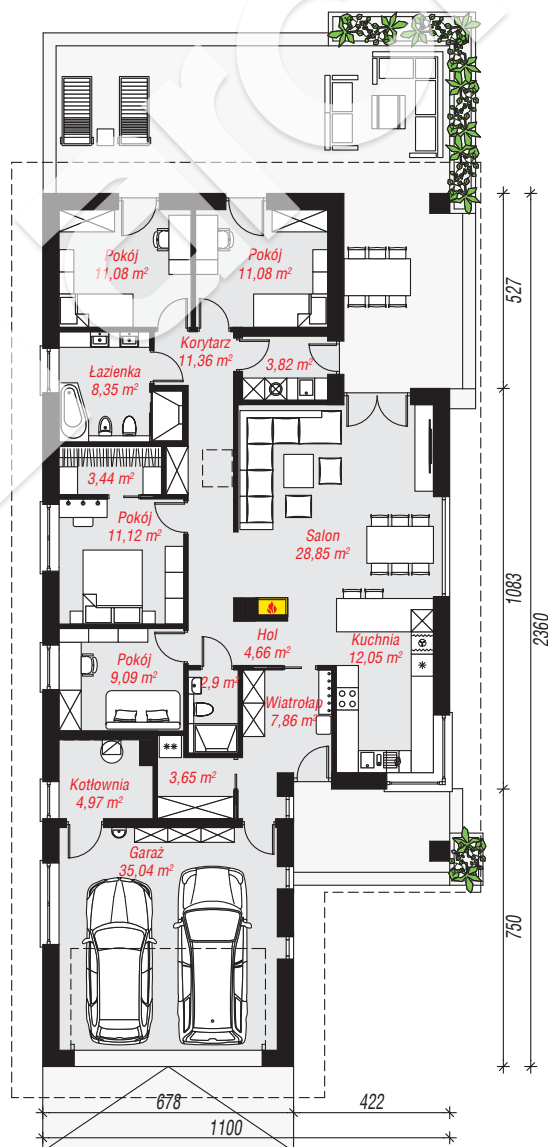 arc
Pokój
11,08 m²
Pokój
11,08 m²
527
Korytarz
11,36 m²
3,82 m²
Łazienka
8,35 m²
3,44 m²
Pokój
11,12 m²
Salon
28,85 m²
1083
2360
Hol
4,66 m²
Kuchnia
12,05 m²
Pokój
9,09 m²
2,9 m²
Wiatrołap
7,86 m²
3,65 m²
Kotłownia
4,97 m²
Garaż
35,04 m²
750
678
422
1100